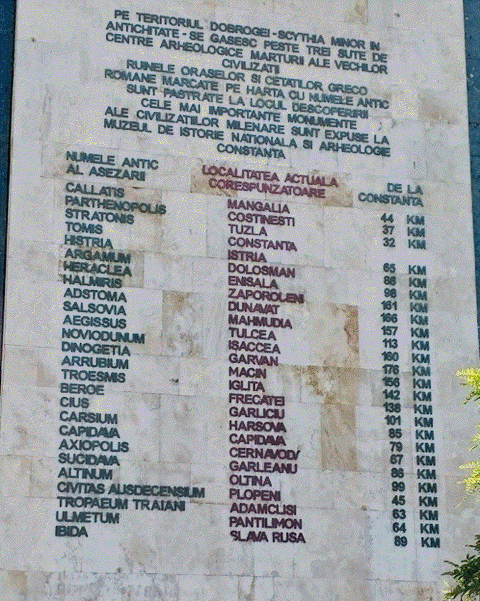 PE TERITORIUL DOBROGEI-SCYTHIA MINOR IN
ANTICHITATE-SE GASESC PESTE TREI SUTE DE
CENTRE ARHEOLOGICE MARTURII ALE VECHILOR
CIVILIZATII
RUINELE ORASELOR SI CETATILOR GRECO
ROMANE MARCATE PE HARTA CU NUMELE ANTIC
SUNT PASTRATE LA LOCUL DESCOPERIRII
CELE MAI IMPORTANTE MONUMENTE
ALE CIVILIZATIILOR MILENARE SUNT EXPUSE LA
MUZEUL DE ISTORIE NATIONALA SI ARHEOLOGIE
CONSTANTA
NUMELE ANTIC LOCALITATEA ACTUALA DE LA
AL ASEZARII CORESPUNZATOARE CONSTANTA
CALLATIS MANGALIA 44 KM
PARTHENOPOLIS COSTINESTI 37 KM
STRATONIS TUZLA 32 KM
TOMIS CONSTANTA
HISTRIA ISTRIA 65 KM
ARGAMUM DOLOSMAN 88 KM
HERACLEA ENISALA 98 KM
HALMIRIS ZAPOROLENI 161 KM
ADSTOMA DUNAVAT 166 KM
SALSOVIA MAHMUDIA 157 KM
AEGISSUS TULCEA 113 KM
NOVIODUNUM ISACCEA 160 KM
DINOGETIA GARVAN 176 KM
ARRUBIUM MACIN 156 KM
TROESMIS IGLITA 142 KM
BEROE FRECATEI 138 KM
CIUS GARLICIU 101 KM
CARSIUM HARSOVA 85 KM
CAPIDAVA CAPIDAVA 79 KM
AXIOPOLIS CERNAVODA 67 KM
SUCIDAVA GARLEANU 86 KM
ALTINUM OLTINA 99 KM
CIVITAS AUSDECENSIUM PLOPENI 45 KM
TROPAEUM TRAIANI ADAMCLISI 63 KM
ULMETUM PANTILIMON 64 KM
IBIDA SLAVA RUSA 89 KM